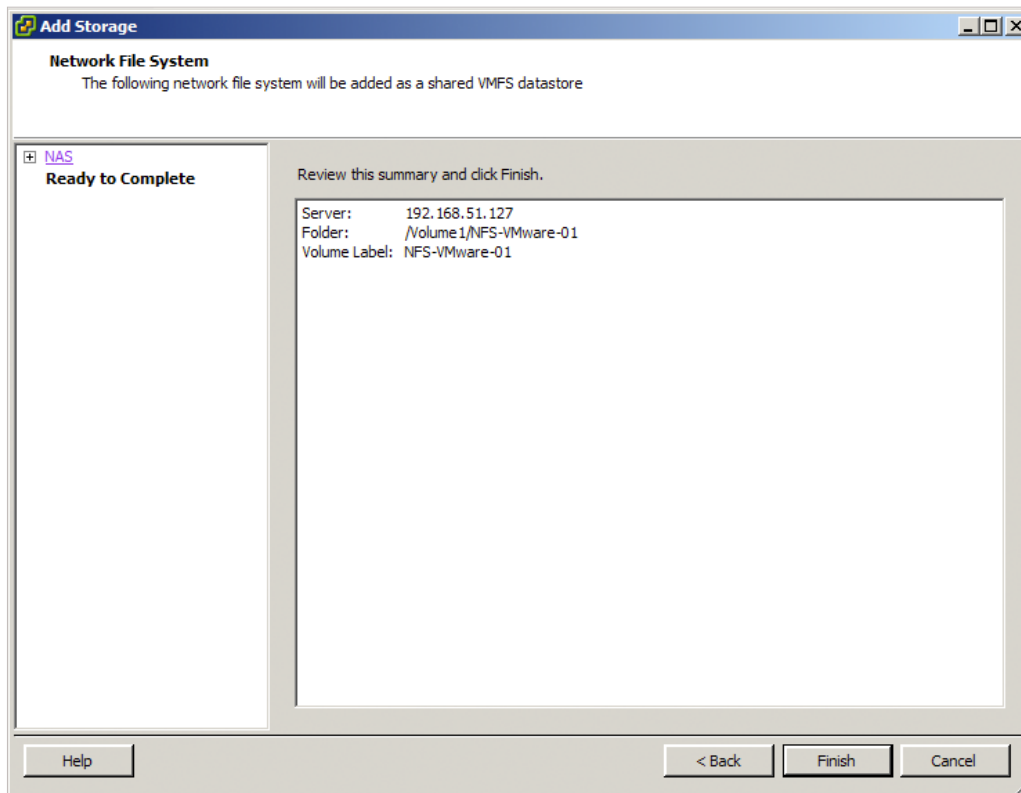 Add Storage
Network File System
The following network file system will be added as a shared VMFS datastore
NAS
Ready to Complete
Review this summary and click Finish.
Server: 192.168.51.127
Folder: /Volume1/NFS-VMware-01
Volume Label: NFS-VMware-01
Help
< Back
Finish
Cancel